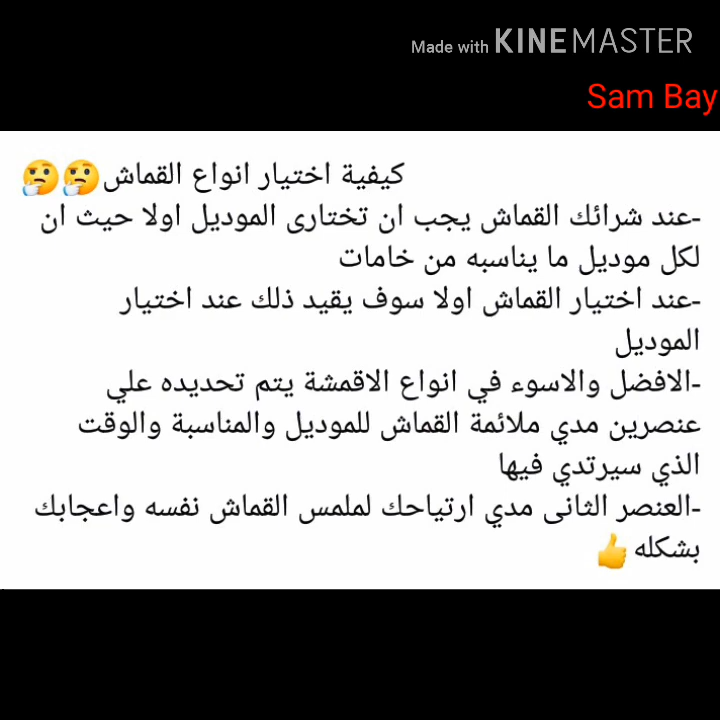 Made with KINEMASTER
Sam Bay
كيفية اختيار انواع القماش🤔🤔
-عند شرائك القماش يجب ان تختارى الموديل اولا حيث ان
لكل موديل ما يناسبه من خامات
-عند اختيار القماش اولا سوف يقيد ذلك عند اختيار
الموديل
-الافضل والاسوء في انواع الاقمشة يتم تحديده علي
عنصرين مدي ملائمة القماش للموديل والمناسبة والوقت
الذي سيرتدي فيها
-العنصر الثانى مدي ارتياحك لملمس القماش نفسه واعجابك
بشكله👍